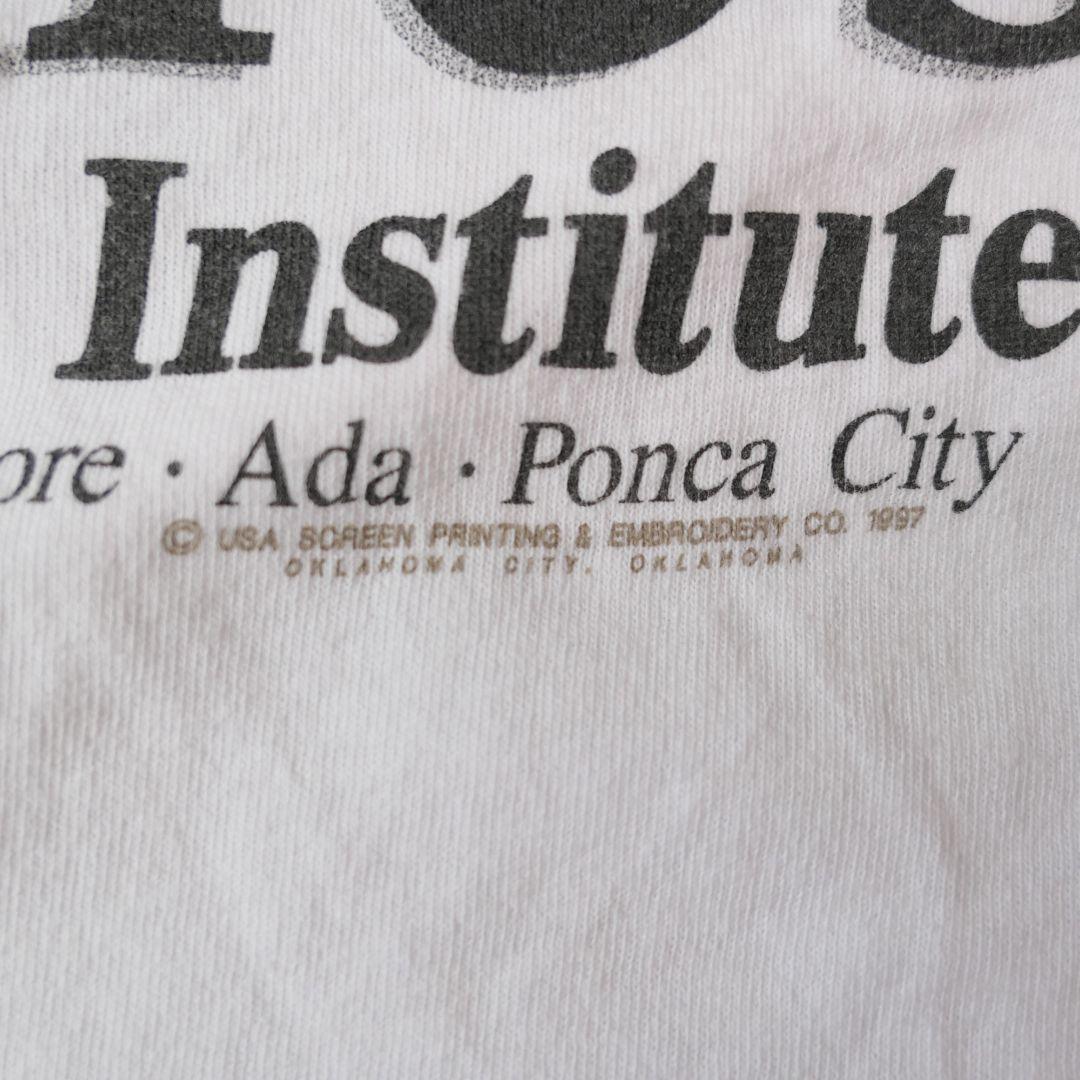 Institute
ore · Ada · Ponca City
© USA SCREEN PRINTING & EMBROIDERY CO. 1997
OKLAHOMA CITY, OKLAHOMA